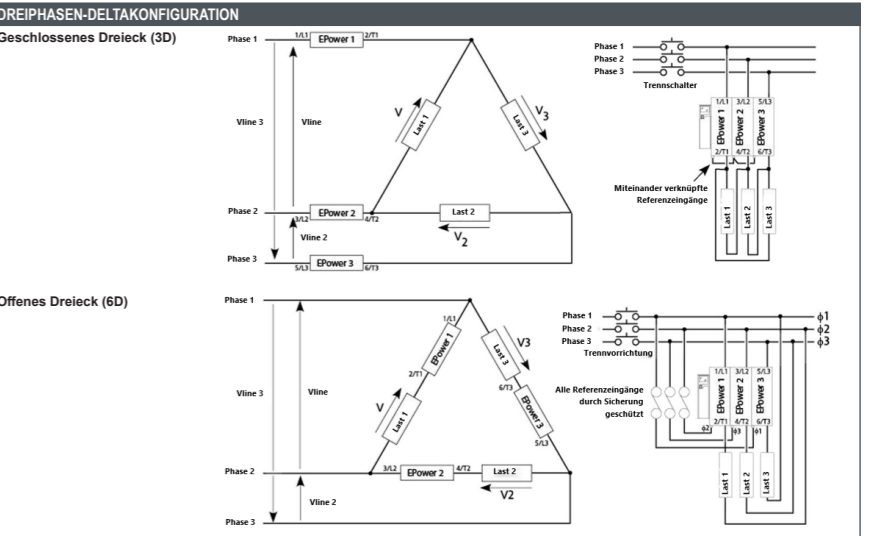 DREIPHASEN-DELTAKONFIGURATION
Geschlossenes Dreieck (3D)
Phase 1
1/L1
EPower 1
2/T1
Vline 3
Vline
V
Last 1
V3
Last 3
Phase 2
3/L2
EPower 2
4/T2
Last 2
V2
Vline 2
Phase 3
5/L3
EPower 3
6/T3
Phase 1
Phase 2
Phase 3
Trennschalter
1/L1 3/L2 5/L3
EPower 1
EPower 2
EPower 3
2/T1 4/T2 6/T3
Miteinander verknüpfte
Referenzeingänge
Last 1
Last 2
Last 3
Offenes Dreieck (6D)
Phase 1
1/L1
EPower 1
2/T1
Vline 3
Vline
V
Last 1
V3
Last 3
6/T3
EPower 3
5/L3
Phase 2
3/L2
EPower 2
4/T2
Last 2
V2
Vline 2
Phase 3
Phase 1
Phase 2
Phase 3
ϕ1
ϕ2
ϕ3
Trennvorrichtung
Alle Referenzeingänge
durch Sicherung
geschützt
1/L1 3/L2 5/L3
EPower 1
EPower 2
EPower 3
2/T1 4/T2 6/T3
ϕ2 ϕ3 ϕ1
Last 1
Last 2
Last 3